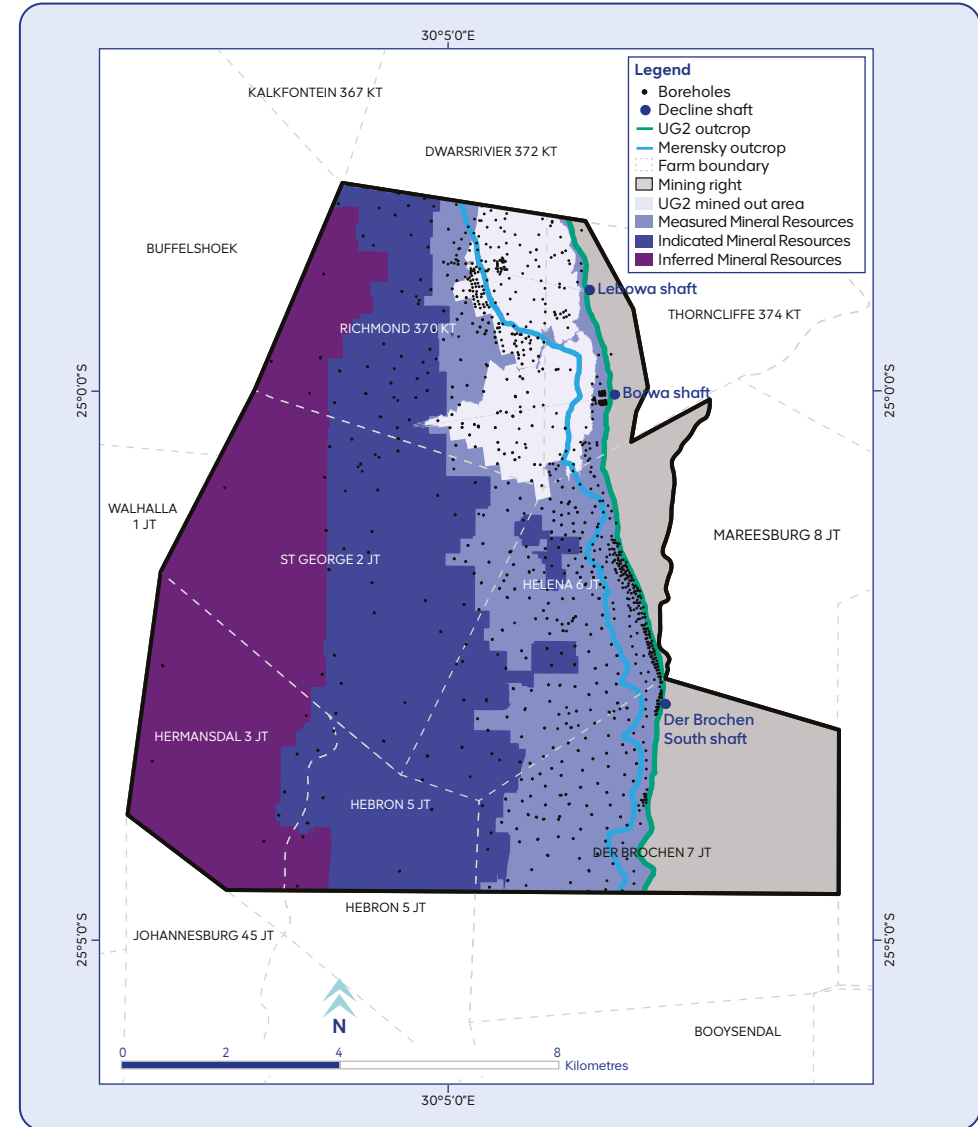 30°5'0"E
KALKFONTEIN 367 KT
DWARSRIVIER 372 KT
Legend
Boreholes
Decline shaft
UG2 outcrop
Merensky outcrop
Farm boundary
Mining right
UG2 mined out area
Measured Mineral Resources
Indicated Mineral Resources
Inferred Mineral Resources
BUFFELSHOEK
Lebowa shaft
THORNCLIFFE 374 KT
RICHMOND 370 KT
25°0'0"S
25°0'0"S
Borwa shaft
WALHALLA
1 JT
MAREESBURG 8 JT
ST GEORGE 2 JT
HELENA 6 JT
Der Brochen
South shaft
HERMANSDAL 3 JT
HEBRON 5 JT
DER BROCHEN 7 JT
HEBRON 5 JT
JOHANNESBURG 45 JT
25°5'0"S
25°5'0"S
N
BOOYSENDAL
0 2 4 8
Kilometres
30°5'0"E